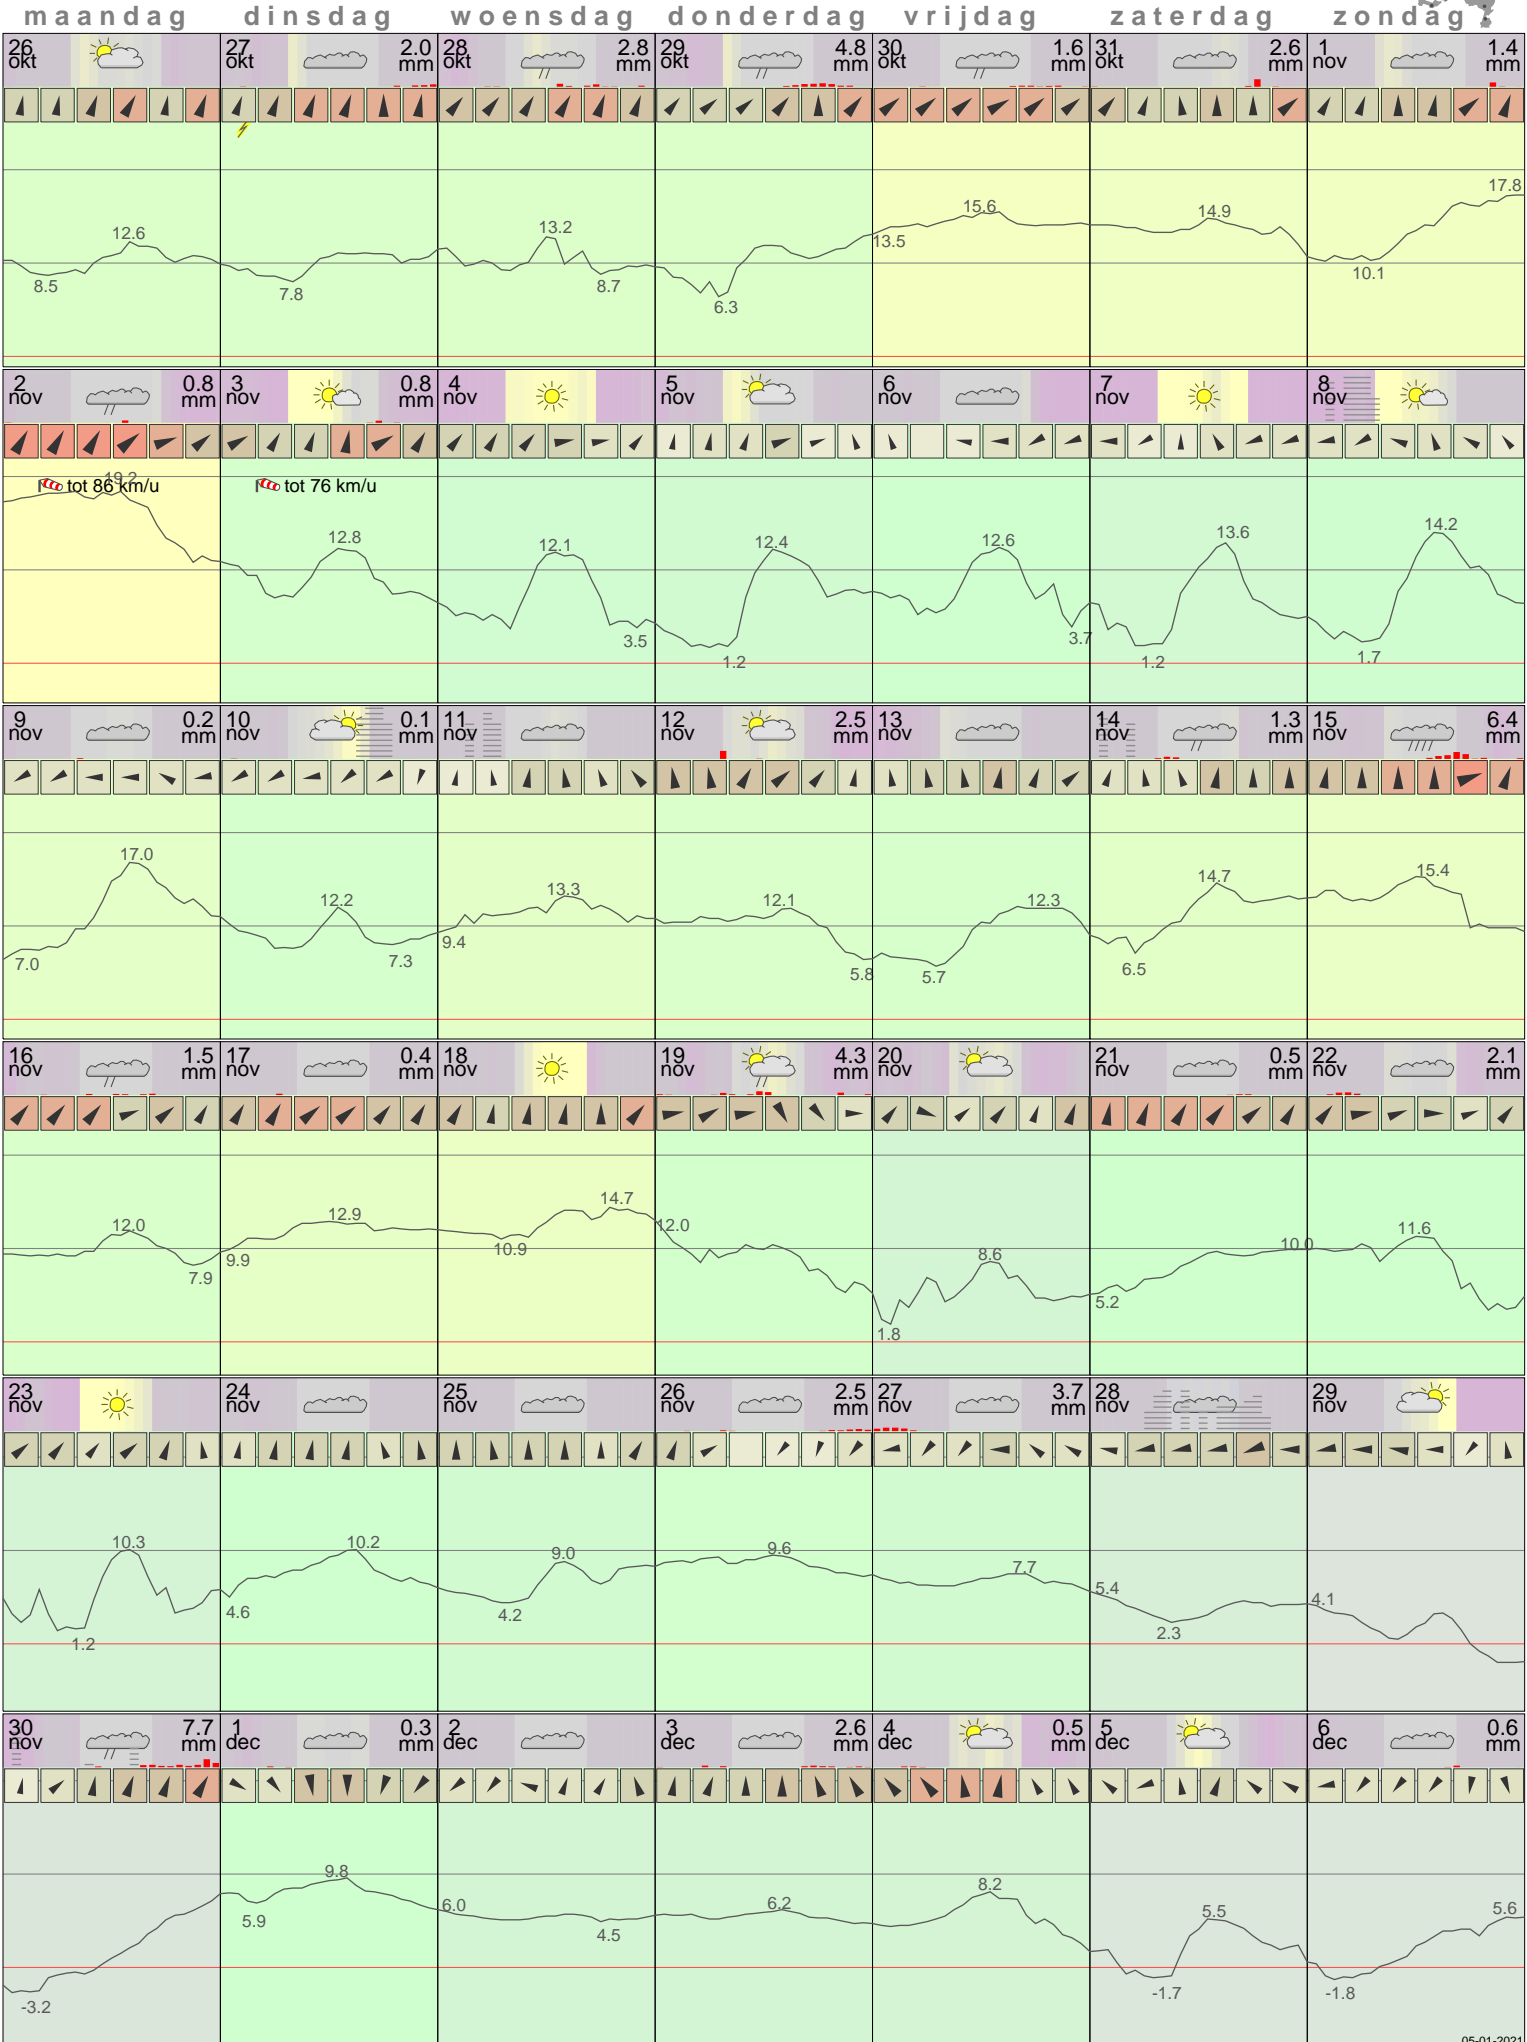 maandag dinsdag woensdag donderdag vrijdag zaterdag zondag
26 27 2.0 28 2.8 29 4.8 30 1.6 31 2.6 1 1.4
okt okt mm okt mm okt mm okt mm okt mm nov mm
17.8
12.6 13.2 15.6 14.9
13.5
8.5 7.8 8.7 6.3 10.1
2 0.8 3 0.8 4 5 6 7 8
nov mm nov mm nov nov nov nov nov
19.2
tot 86 km/u tot 76 km/u
12.8 12.1 12.4 12.6 13.6 14.2
3.5 1.2 3.7 1.2 1.7
9 0.2 10 0.1 11 12 2.5 13 14 1.3 15 6.4
nov mm nov mm nov nov mm nov nov mm nov mm
17.0 12.2 13.3 12.1 12.3 14.7 15.4
7.0 7.3 9.4 5.8 5.7 6.5
16 1.5 17 0.4 18 19 4.3 20 21 0.5 22 2.1
nov mm nov mm nov nov mm nov nov mm nov mm
12.0 12.9 14.7 12.0 8.6 10.0 11.6
7.9 9.9 10.9 1.8 5.2
23 24 25 26 2.5 27 3.7 28 29
nov nov nov nov mm nov mm nov nov
10.3 10.2 9.0 9.6 7.7 5.4 4.1
1.2 4.6 4.2 2.3
30 7.7 1 0.3 2 3 2.6 4 0.5 5 6 0.6
nov mm dec mm dec dec mm dec mm dec dec mm
9.8 6.0 6.2 8.2 5.5 5.6
-3.2 5.9 4.5 -1.7 -1.8
05-01-2021